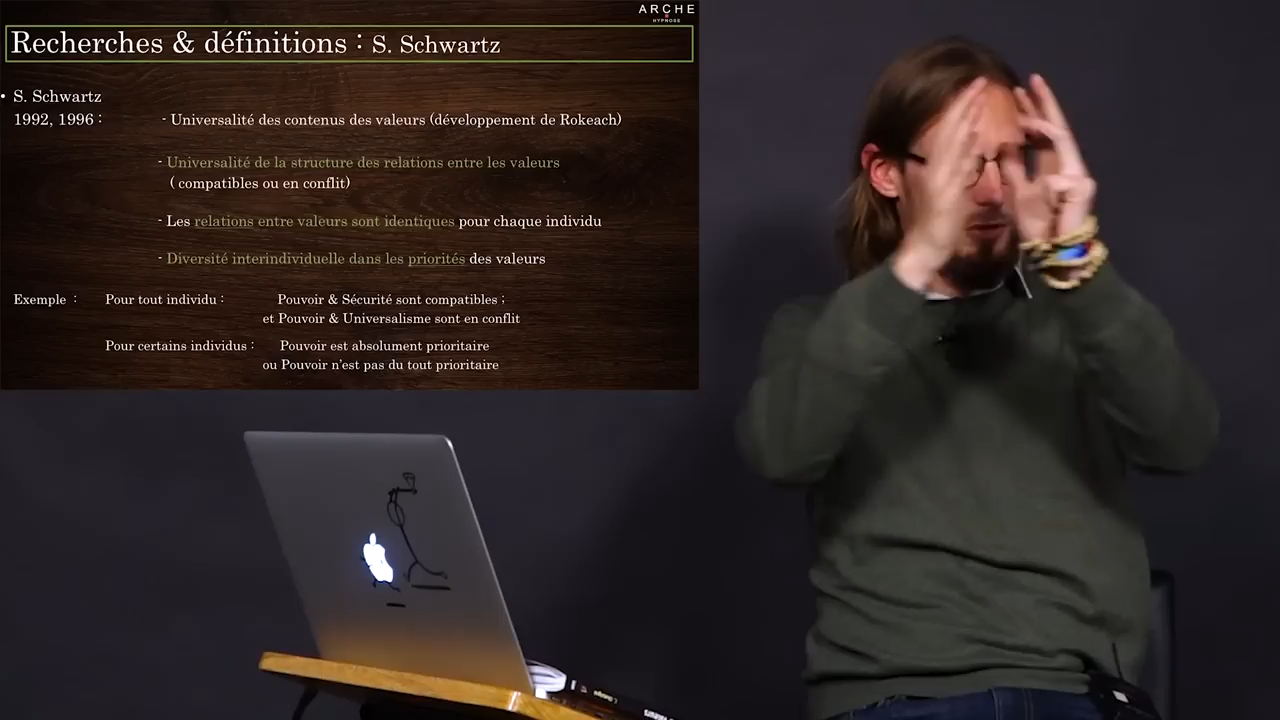 ARCHE
HYPNOSE
Recherches & définitions : S. Schwartz
• S. Schwartz
1992, 1996 : - Universalité des contenus des valeurs (développement de Rokeach)
- Universalité de la structure des relations entre les valeurs
( compatibles ou en conflit)
- Les relations entre valeurs sont identiques pour chaque individu
- Diversité interindividuelle dans les priorités des valeurs
Exemple : Pour tout individu : Pouvoir & Sécurité sont compatibles ;
et Pouvoir & Universalisme sont en conflit
Pour certains individus : Pouvoir est absolument prioritaire
ou Pouvoir n'est pas du tout prioritaire